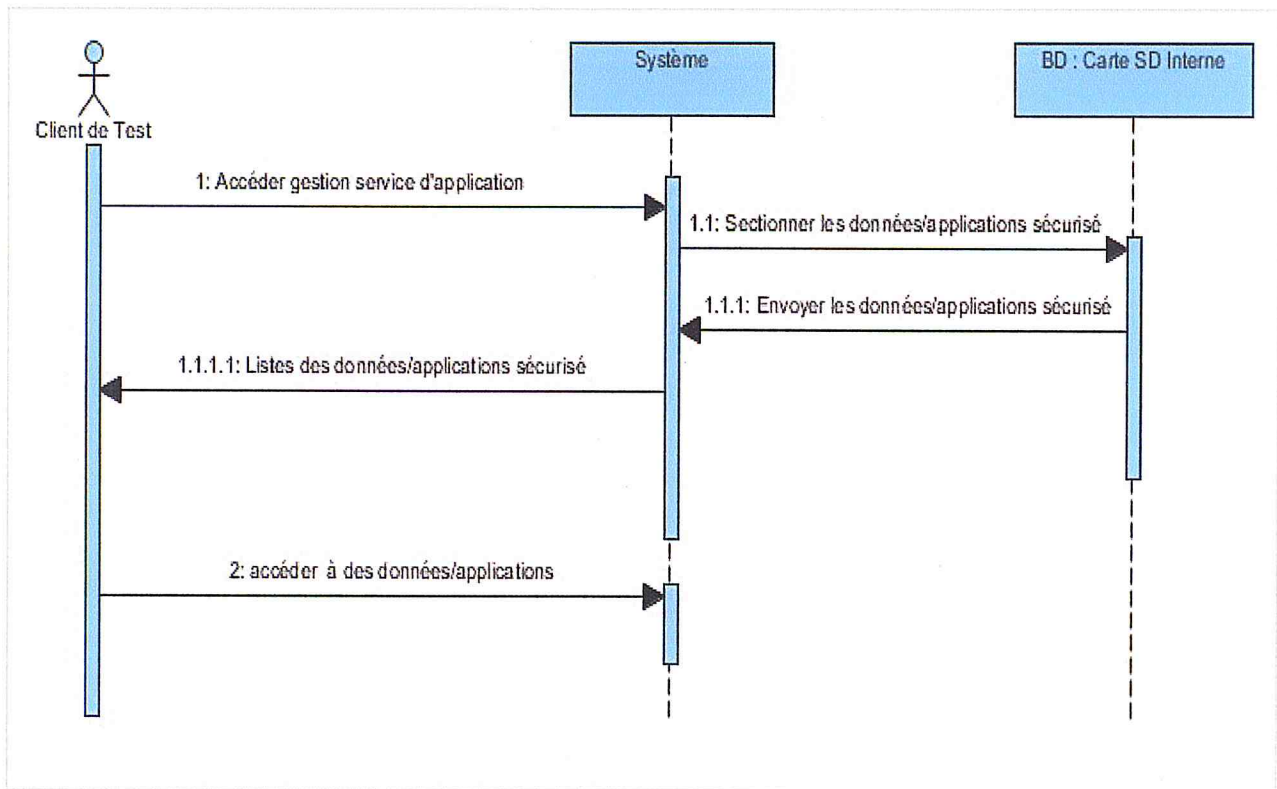 Système
BD : Carte SD Interne
Client de Test
1: Accéder gestion service d'application
1.1: Sectionner les données/applications sécurisé
1.1.1: Envoyer les données/applications sécurisé
1.1.1.1: Listes des données/applications sécurisé
2: accéder à des données/applications